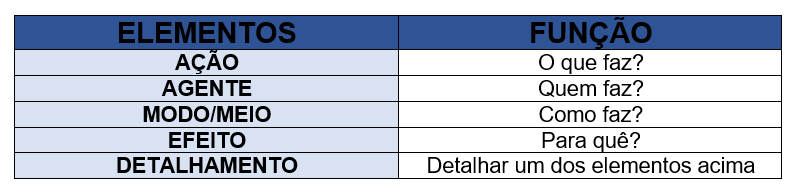 ELEMENTOS FUNÇÃO
AÇÃO O que faz?
AGENTE Quem faz?
MODO/MEIO Como faz?
EFEITO Para quê?
DETALHAMENTO Detalhar um dos elementos acima